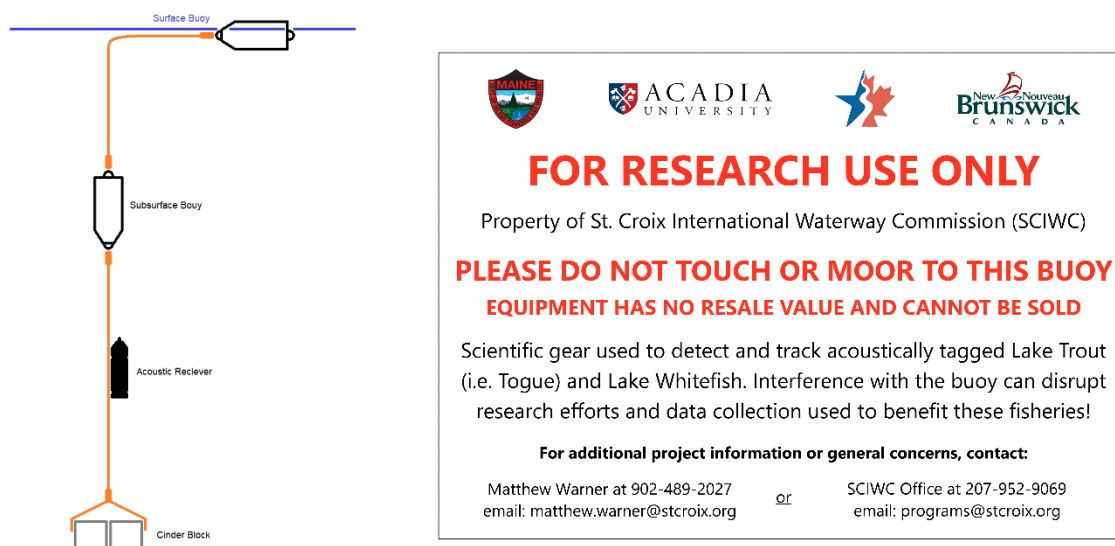 Surface Buoy
Subsurface Bouy
Acoustic Reciever
Cinder Block
MAINE
ACADIA
UNIVERSITY
New Nouveau
Brunswick
CANADA
FOR RESEARCH USE ONLY
Property of St. Croix International Waterway Commission (SCIWC)
PLEASE DO NOT TOUCH OR MOOR TO THIS BUOY
EQUIPMENT HAS NO RESALE VALUE AND CANNOT BE SOLD
Scientific gear used to detect and track acoustically tagged Lake Trout
(i.e. Togue) and Lake Whitefish. Interference with the buoy can disrupt
research efforts and data collection used to benefit these fisheries!
For additional project information or general concerns, contact:
Matthew Warner at 902-489-2027
email: matthew.warner@stcroix.org
or
SCIWC Office at 207-952-9069
email: programs@stcroix.org